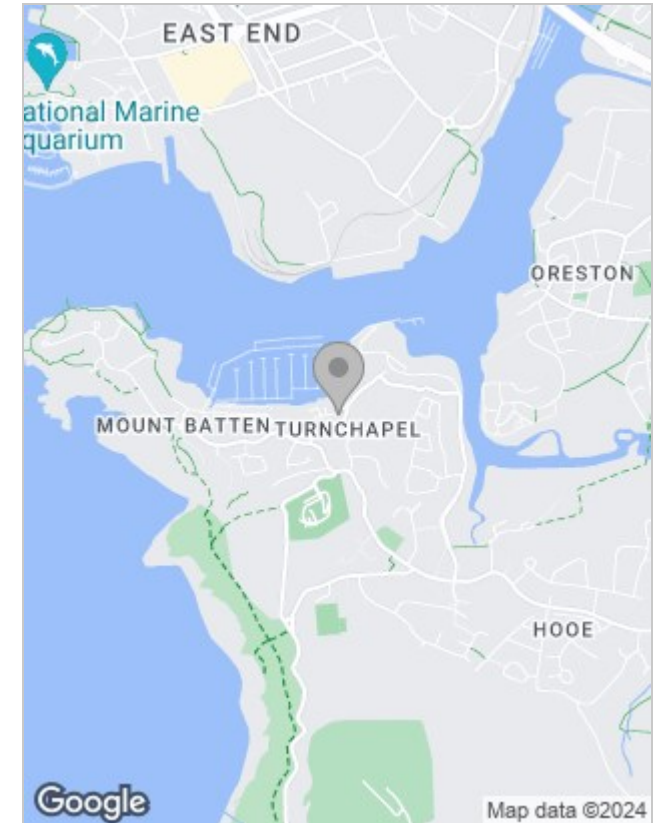 EAST END
ational Marine
quarium
ORESTON
MOUNT BATTEN
TURNCHAPEL
HOOE
Google
Map data ©2024